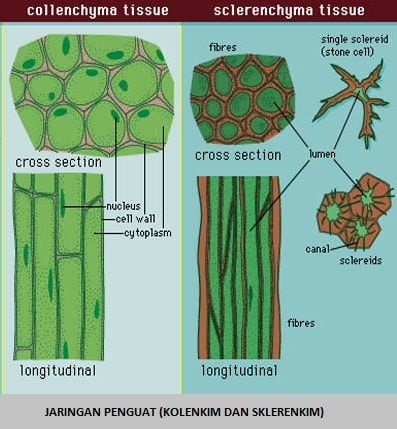 collenchyma tissue
sclerenchyma tissue
cross section
nucleus
cell wall
cytoplasm
longitudinal
fibres
cross section
single sclereid
(stone cell)
lumen
canal
sclereids
fibres
longitudinal
JARINGAN PENGUAT (KOLENKIM DAN SKLERENKIM)